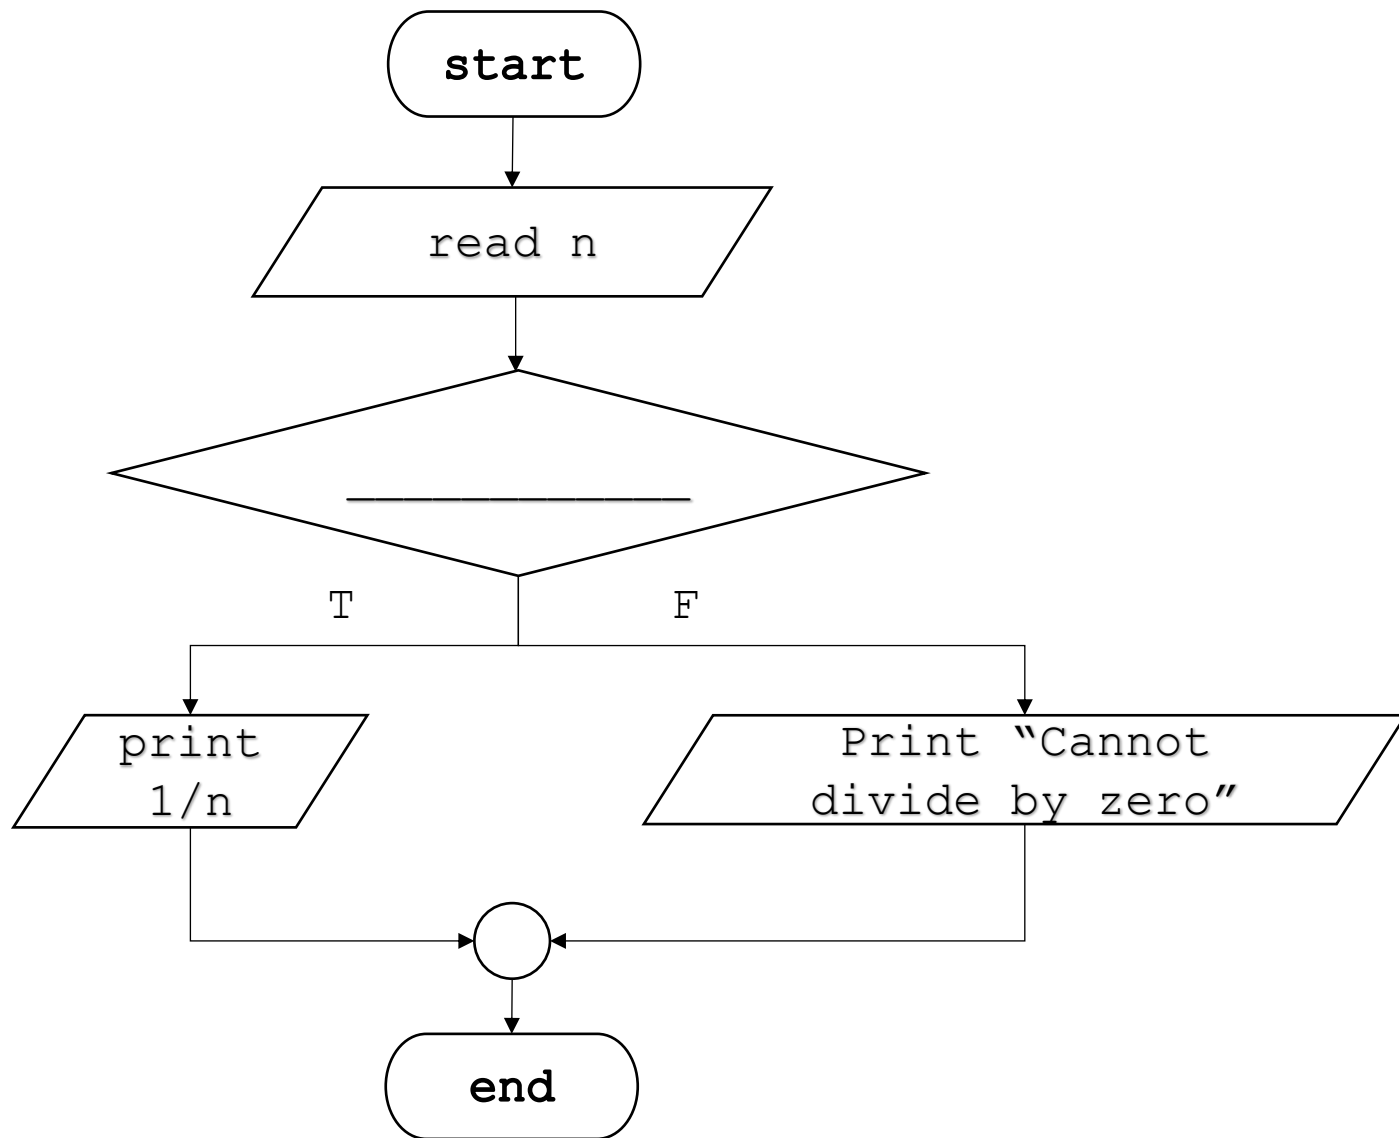 start
read n
____________
T
F
print
1/n
Print “Cannot
divide by zero”
end